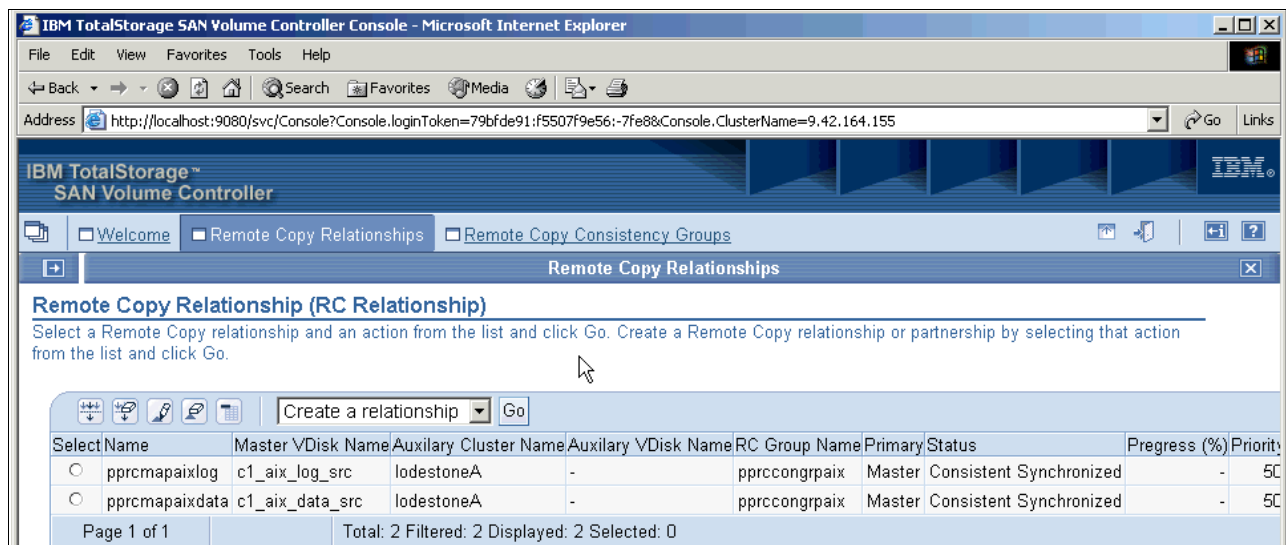 IBM TotalStorage SAN Volume Controller Console - Microsoft Internet Explorer
File Edit View Favorites Tools Help
Back Search Favorites Media
Address http://localhost:9080/svc/Console?Console.loginToken=79bfde91:f5507f9e56:-7fe8&Console.ClusterName=9.42.164.155 Go Links
IBM TotalStorage™
SAN Volume Controller
IBM®
Welcome Remote Copy Relationships Remote Copy Consistency Groups
Remote Copy Relationships
Remote Copy Relationship (RC Relationship)
Select a Remote Copy relationship and an action from the list and click Go. Create a Remote Copy relationship or partnership by selecting that action
from the list and click Go.
Create a relationship Go
Select Name Master VDisk Name Auxilary Cluster Name Auxilary VDisk Name RC Group Name Primary Status Pregress (%) Priority
pprcmapaixlog c1_aix_log_src lodestoneA - pprccongrpaix Master Consistent Synchronized - 50
pprcmapaixdata c1_aix_data_src lodestoneA - pprccongrpaix Master Consistent Synchronized - 50
Page 1 of 1 Total: 2 Filtered: 2 Displayed: 2 Selected: 0